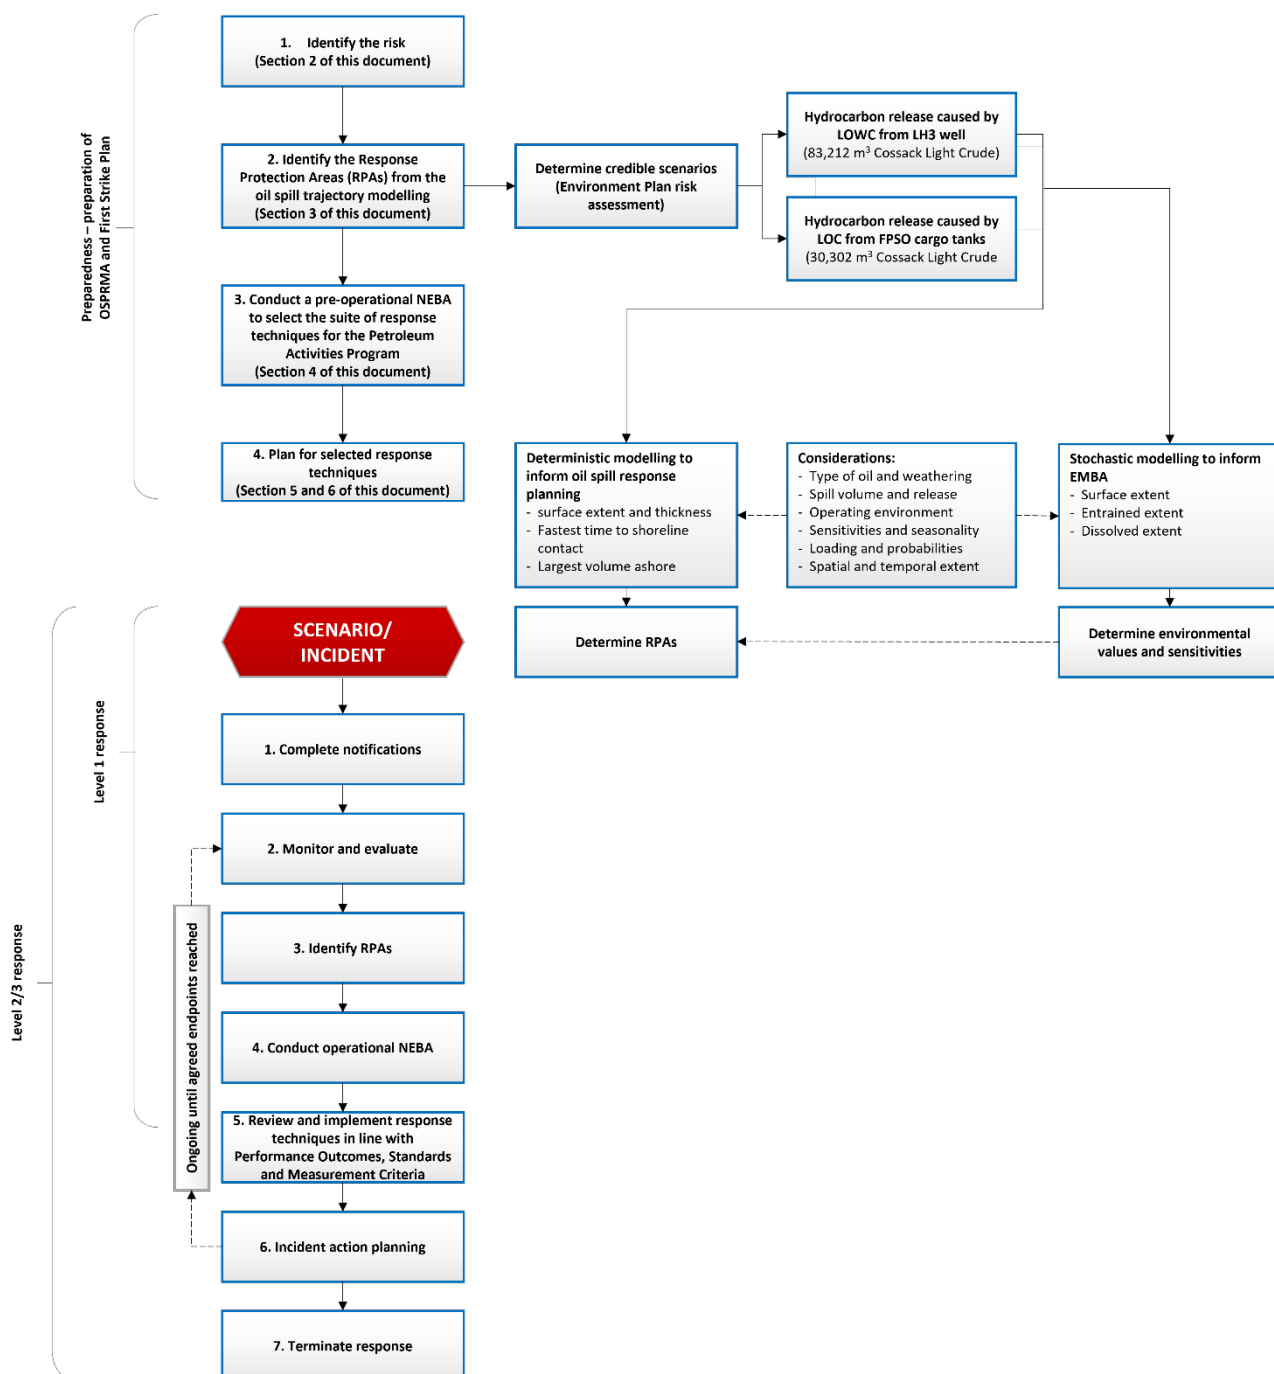 Preparedness – preparation of
OSPRMA and First Strike Plan
1. Identify the risk
(Section 2 of this document)
2. Identify the Response
Protection Areas (RPAs) from
the oil spill trajectory modelling
(Section 3 of this document)
3. Conduct a pre-operational NEBA
to select the suite of response
techniques for the Petroleum
Activities Program
(Section 4 of this document)
4. Plan for selected response
techniques
(Section 5 and 6 of this document)
Determine credible scenarios
(Environment Plan risk
assessment)
Hydrocarbon release caused by
LOWC from LH3 well
(83,212 m³ Cossack Light Crude)
Hydrocarbon release caused by
LOC from FPSO cargo tanks
(30,302 m³ Cossack Light Crude
Deterministic modelling to
inform oil spill response
planning
- surface extent and thickness
- Fastest time to shoreline
contact
- Largest volume ashore
Considerations:
- Type of oil and weathering
- Spill volume and release
- Operating environment
- Sensitivities and seasonality
- Loading and probabilities
- Spatial and temporal extent
Stochastic modelling to inform
EMBA
- Surface extent
- Entrained extent
- Dissolved extent
Determine RPAs
Determine environmental
values and sensitivities
Level 2/3 response
Level 1 response
SCENARIO/
INCIDENT
1. Complete notifications
2. Monitor and evaluate
3. Identify RPAs
4. Conduct operational NEBA
5. Review and implement response
techniques in line with
Performance Outcomes, Standards
and Measurement Criteria
6. Incident action planning
7. Terminate response
Ongoing until agreed endpoints reached